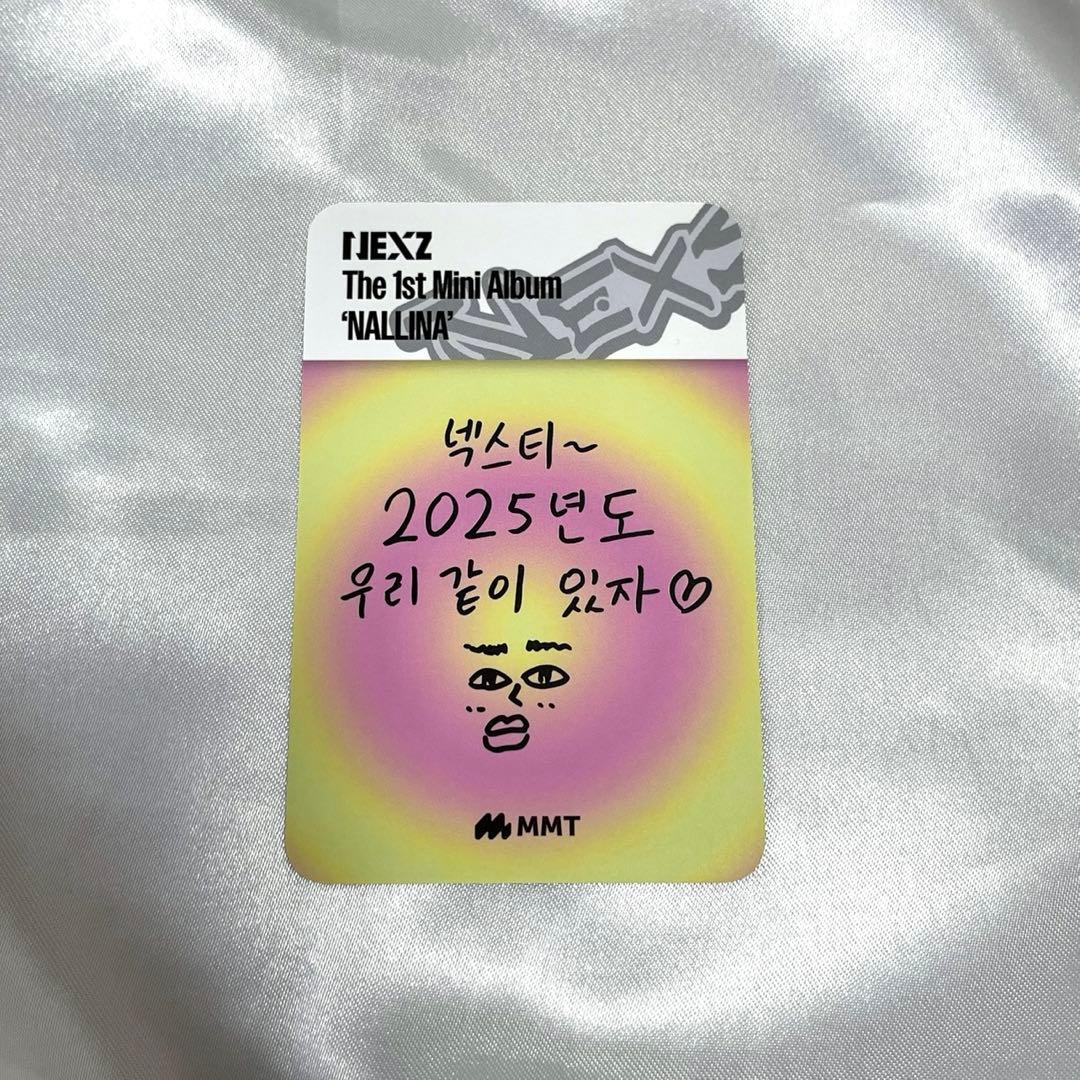 NEXZ
The 1st Mini Album
‘NALLINA’
NEXZ
넥스티~
2025년도
우리 같이 있자♡
MMT